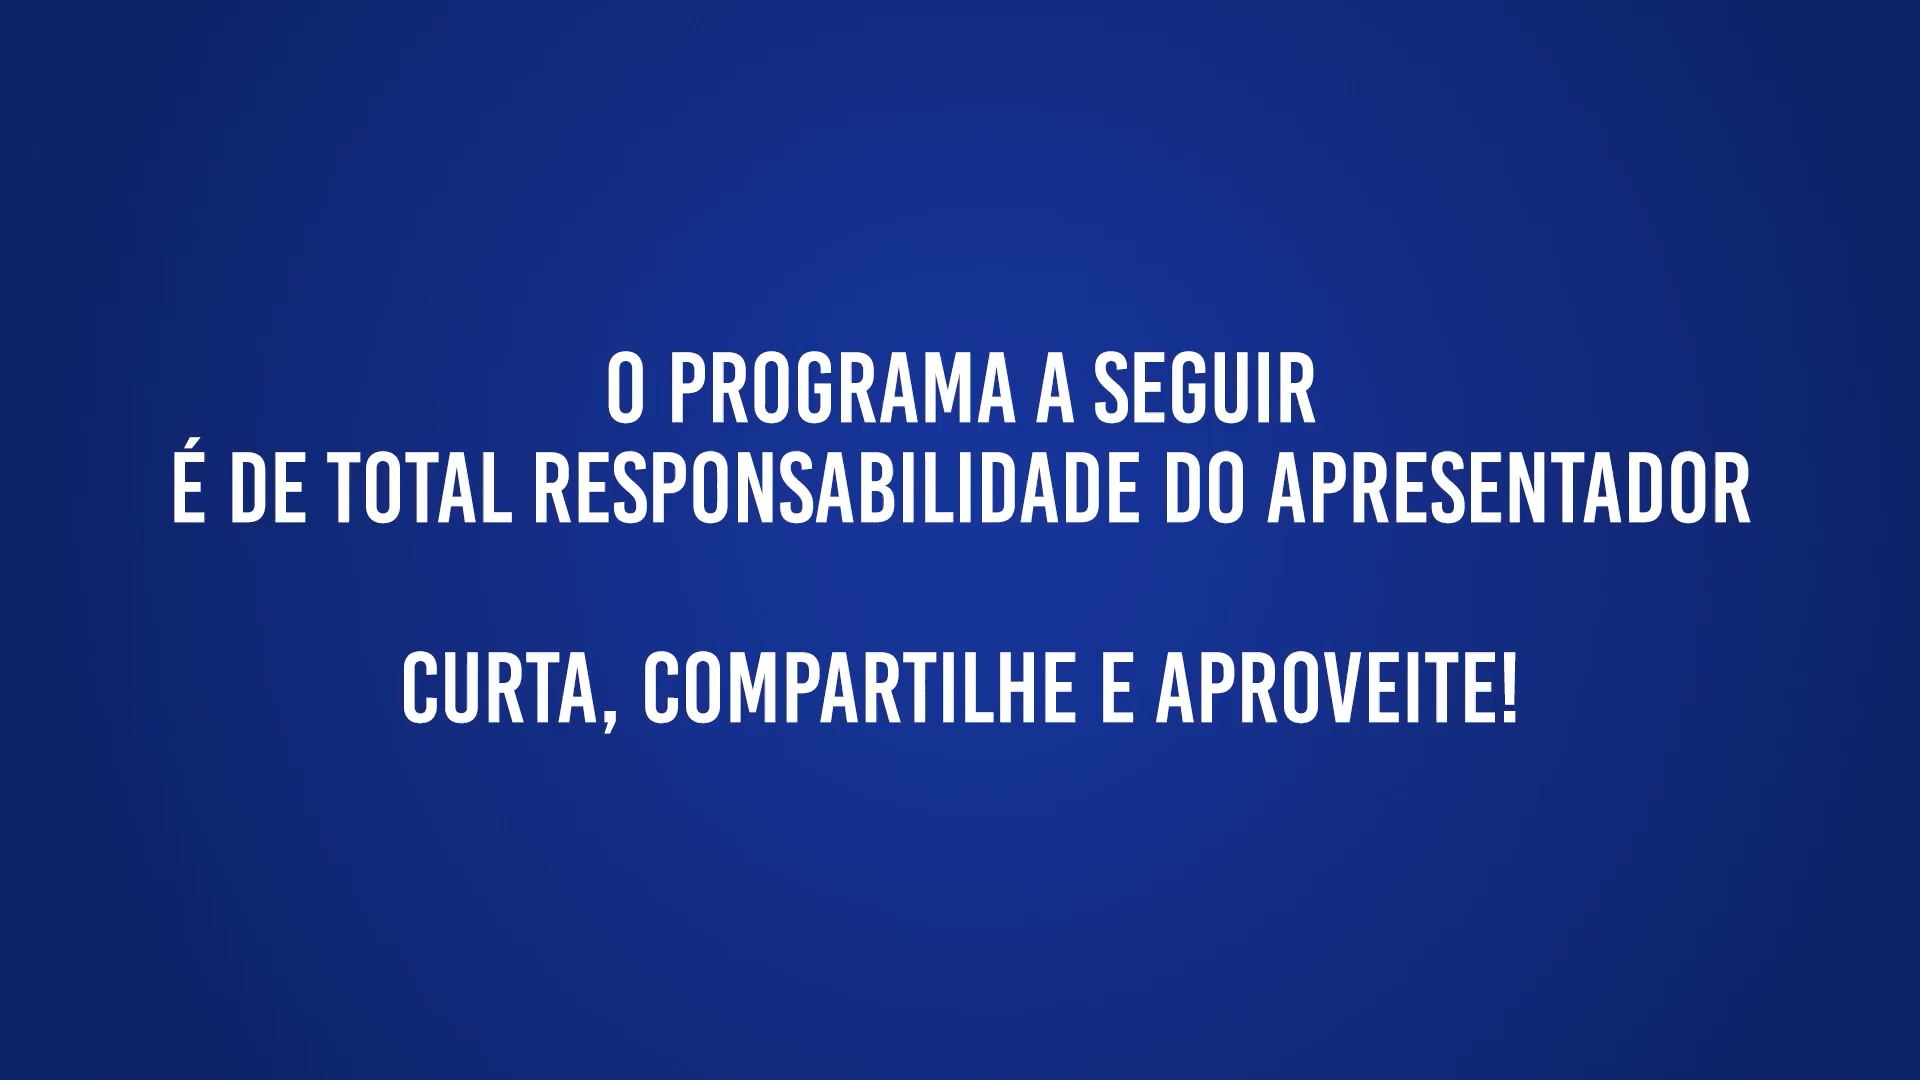 O PROGRAMA A SEGUIR
É DE TOTAL RESPONSABILIDADE DO APRESENTADOR
CURTA, COMPARTILHE E APROVEITE!